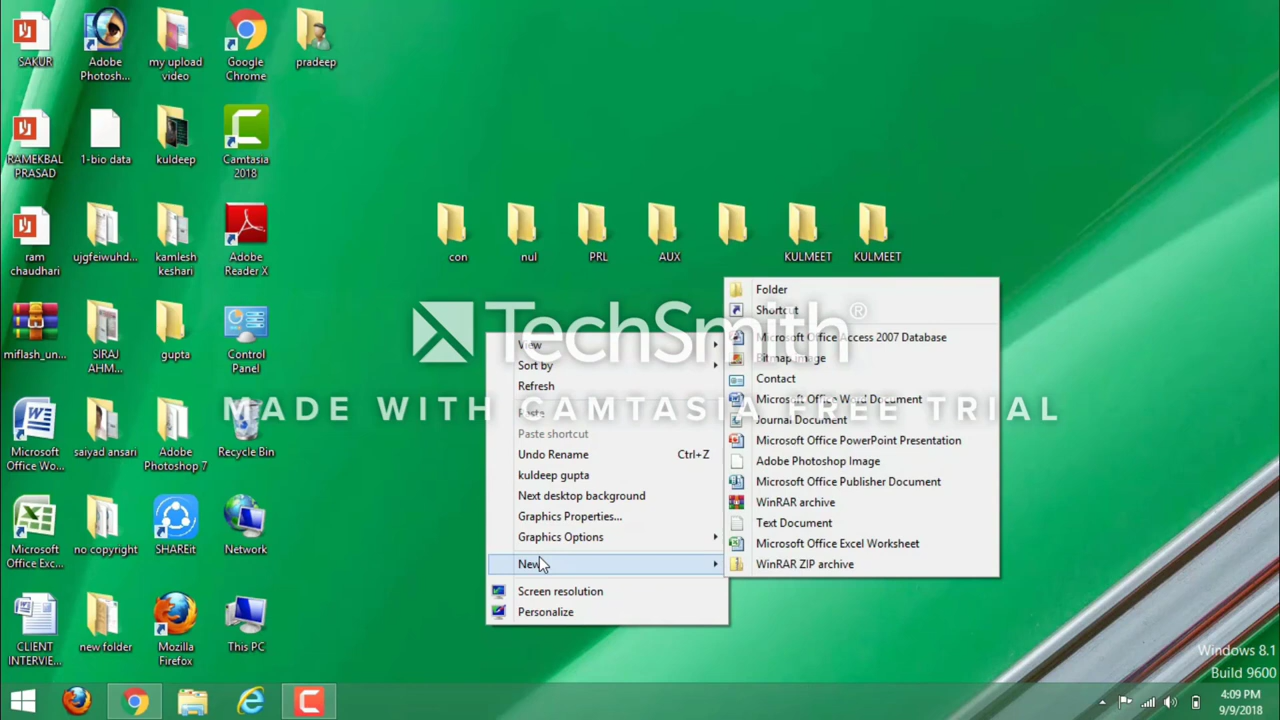 SAKUR
Adobe
Photosh...
my upload
video
Google
Chrome
pradeep
RAMEKBAL
PRASAD
1-bio data
kuldeep
Camtasia
2018
ram
chaudhari
ujgfeiwuhd...
kamlesh
keshari
Adobe
Reader X
con
nul
PRL
AUX
KULMEET
KULMEET
miflash_un...
SIRAJ
AHM...
gupta
Control
Panel
Microsoft
Office Wo...
saiyad ansari
Adobe
Photoshop 7
Recycle Bin
Microsoft
Office Exc...
no copyright
SHAREit
Network
CLIENT
INTERVIE...
new folder
Mozilla
Firefox
This PC
TechSmith®
MADE WITH CAMTASIA FREE TRIAL
View
Sort by
Refresh
Paste
Paste shortcut
Undo Rename Ctrl+Z
kuldeep gupta
Next desktop background
Graphics Properties...
Graphics Options
New
Screen resolution
Personalize
Folder
Shortcut
Microsoft Office Access 2007 Database
Bitmap image
Contact
Microsoft Office Word Document
Journal Document
Microsoft Office PowerPoint Presentation
Adobe Photoshop Image
Microsoft Office Publisher Document
WinRAR archive
Text Document
Microsoft Office Excel Worksheet
WinRAR ZIP archive
Windows 8.1
Build 9600
4:09 PM
9/9/2018